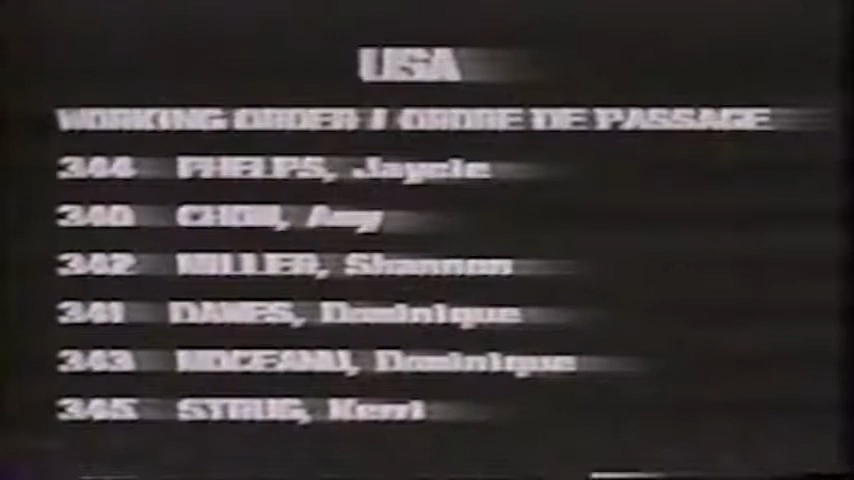 USA
WORKING ORDER / ORDRE DE PASSAGE
344 PHELPS, Jaycie
340 CHOW, Amy
342 MILLER, Shannon
341 DAWES, Dominique
343 MOCEANU, Dominique
345 STRUG, Kerri